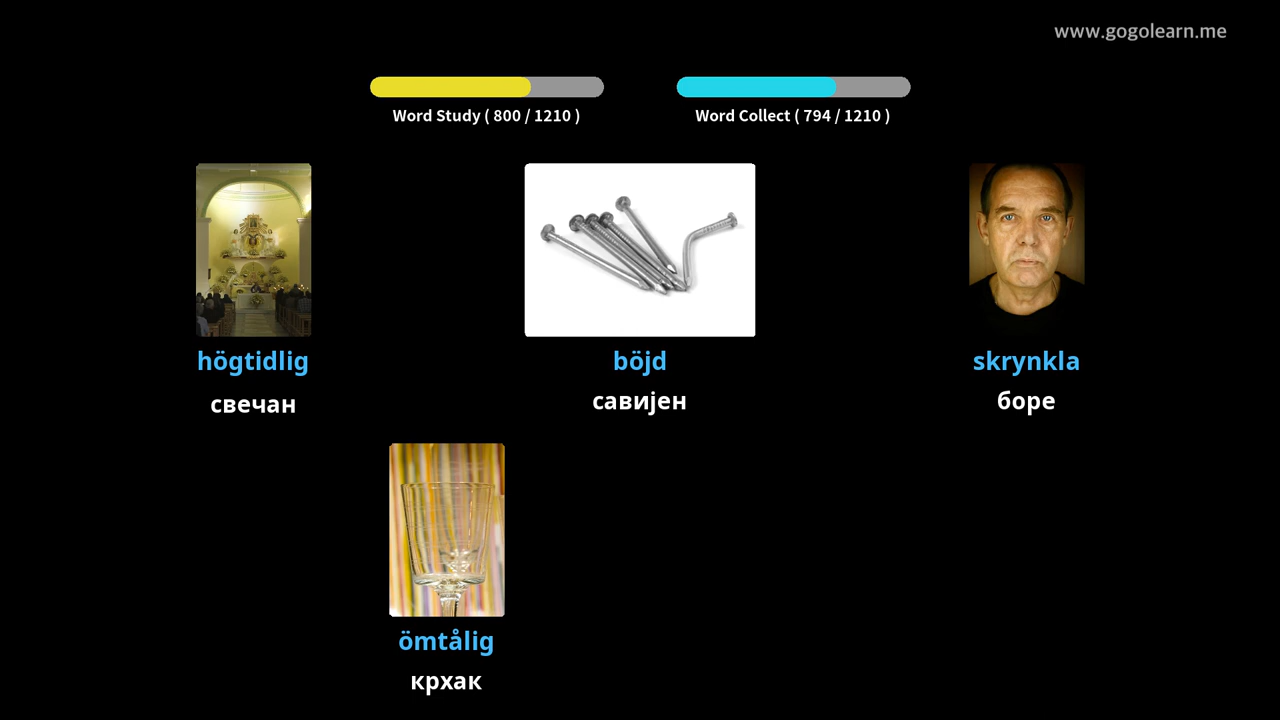 www.gogolearn.me
Word Study ( 800 / 1210 )
Word Collect ( 794 / 1210 )
högtidlig
böjd
skrynkla
свечан
савијен
боре
ömtålig
крхак